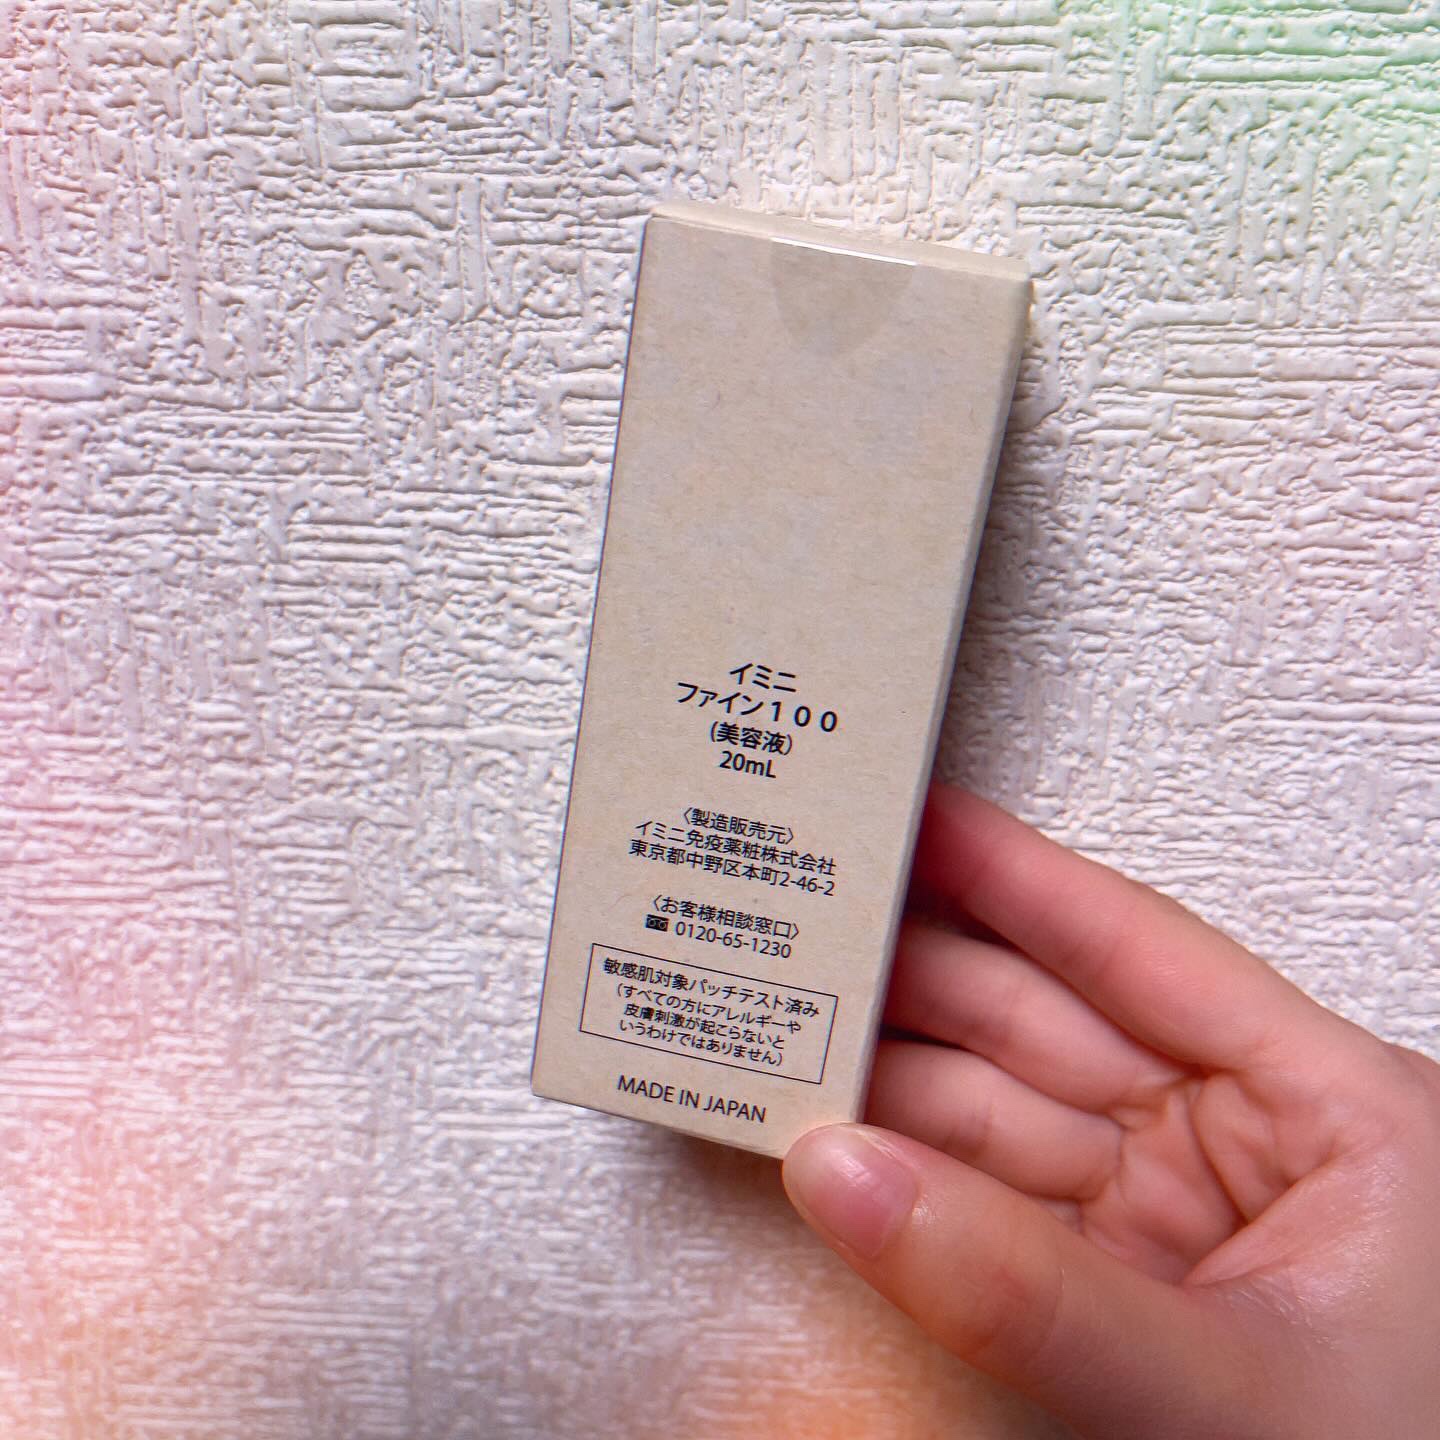 イミニ
ファイン１００
(美容液)
20mL
〈製造販売元〉
イミニ免疫薬粧株式会社
東京都中野区本町2-46-2
〈お客様相談窓口〉
0120-65-1230
敏感肌対象パッチテスト済み
(すべての方にアレルギーや
皮膚刺激が起こらないと
いうわけではありません)
MADE IN JAPAN